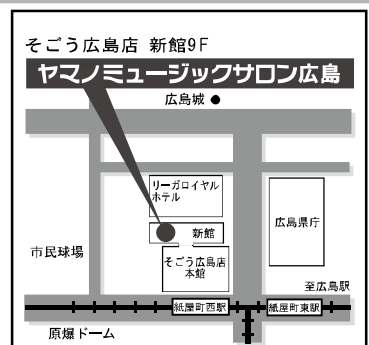 そごう広島店 新館9F
ヤマノミュージックサロン広島
広島城
リーガロイヤル
ホテル
新館
広島県庁
市民球場
そごう広島店
本館
至広島駅
紙屋町西駅
紙屋町東駅
原爆ドーム